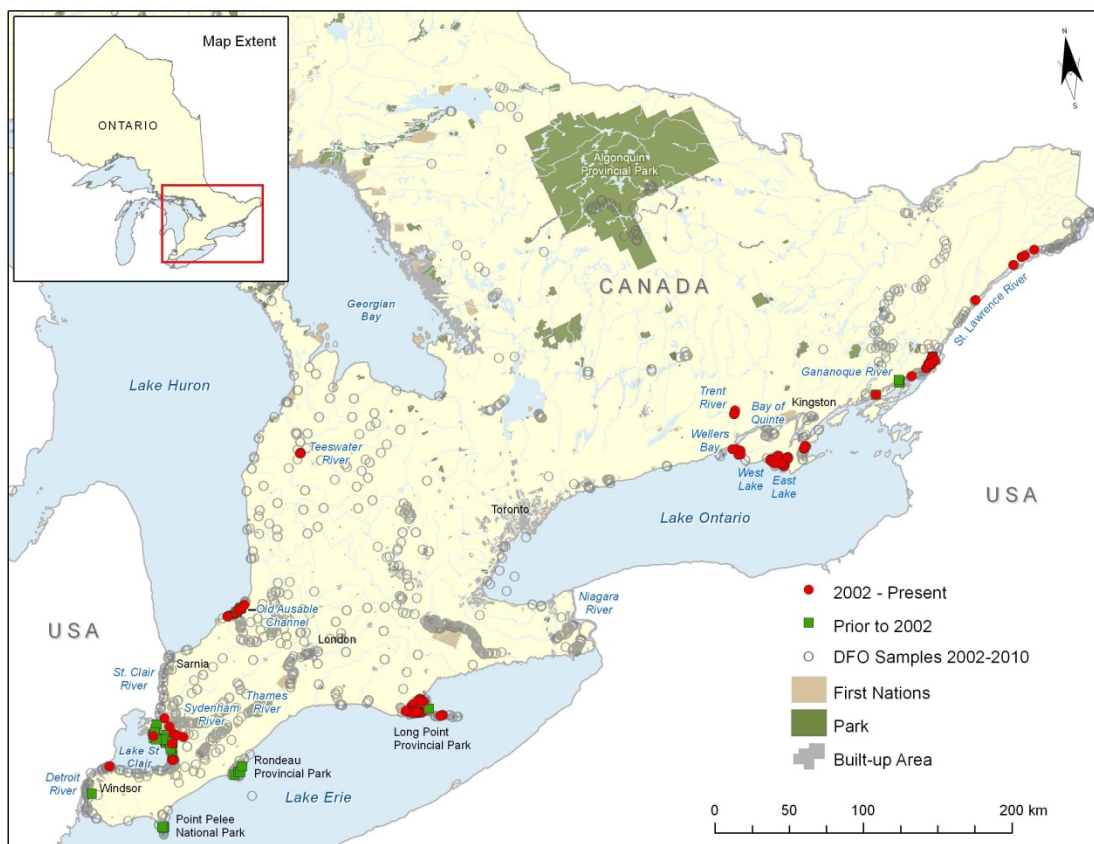 Map Extent
ONTARIO
N
S
Algonquin
Provincial Park
CANADA
Georgian
Bay
Lake Huron
St. Lawrence River
Gananoque River
Kingston
Trent
River
Bay of
Quinte
Wellers
Bay
West
Lake
East
Lake
Teeswater
River
Toronto
Lake Ontario
USA
Niagara
River
Old Ausable
Channel
London
USA
Sarnia
St. Clair
River
Sydenham
River
Thames
River
Lake St
Clair
Long Point
Provincial Park
Rondeau
Provincial Park
Detroit
River
Windsor
Lake Erie
Point Pelee
National Park
2002 - Present
Prior to 2002
DFO Samples 2002-2010
First Nations
Park
Built-up Area
0 50 100 200 km